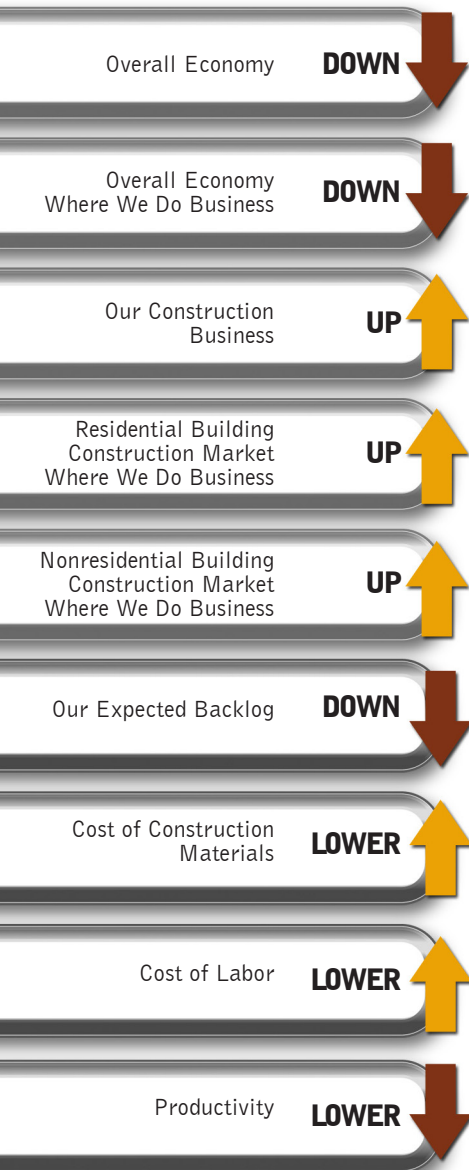 Overall Economy DOWN
Overall Economy
Where We Do Business DOWN
Our Construction
Business UP
Residential Building
Construction Market
Where We Do Business UP
Nonresidential Building
Construction Market
Where We Do Business UP
Our Expected Backlog DOWN
Cost of Construction
Materials LOWER
Cost of Labor LOWER
Productivity LOWER